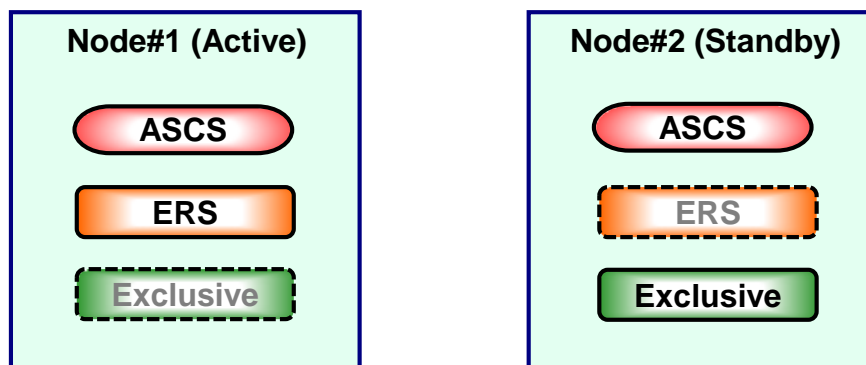 Node#1 (Active)
ASCS
ERS
Exclusive
Node#2 (Standby)
ASCS
ERS
Exclusive